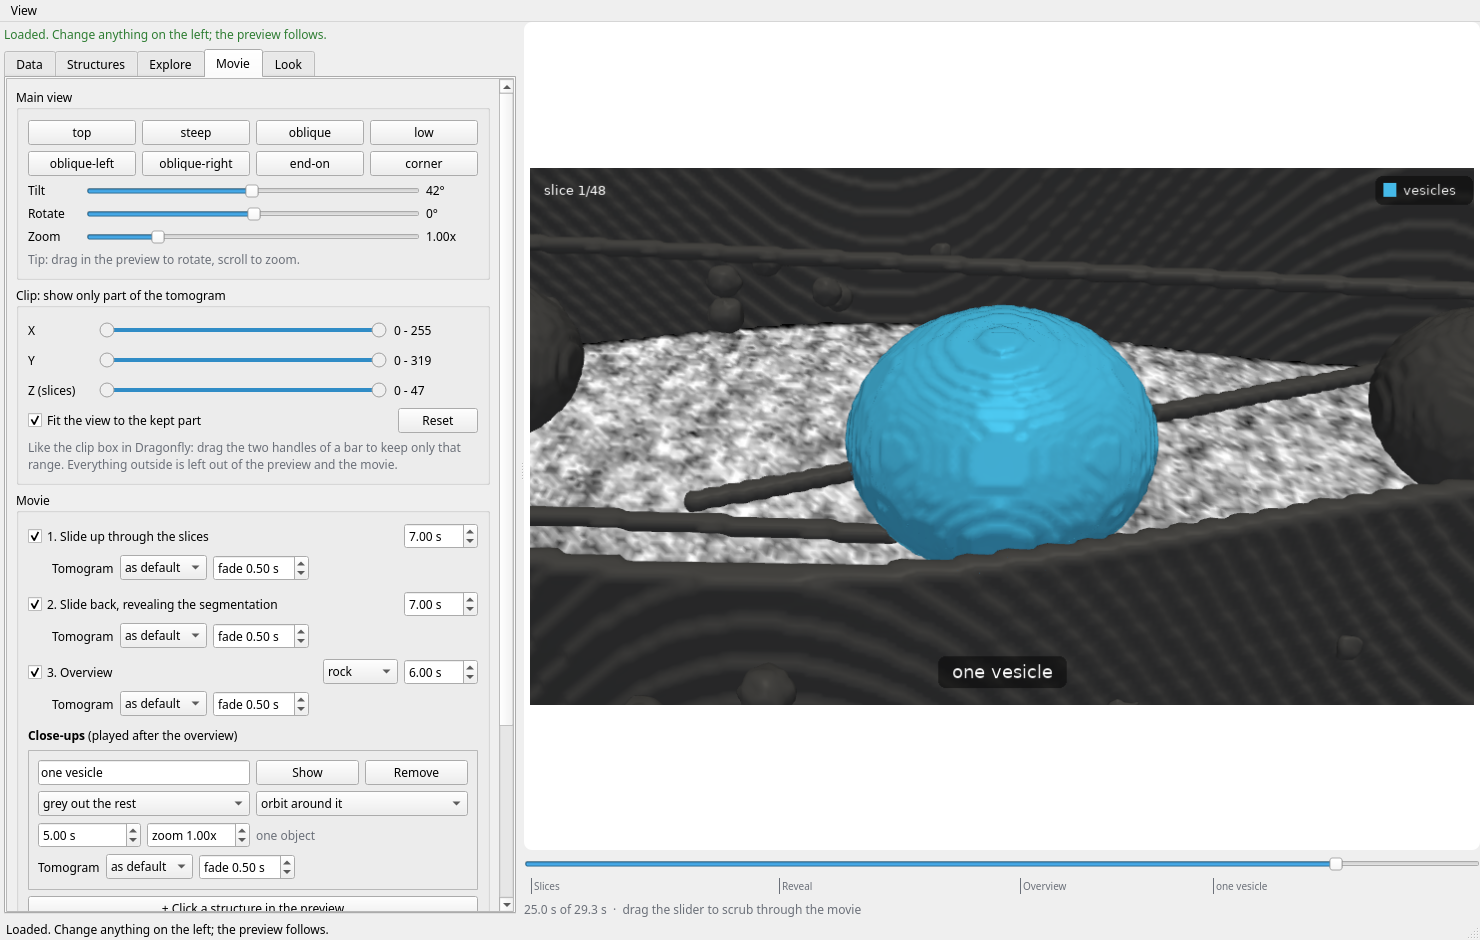 View
Loaded. Change anything on the left; the preview follows.
Data Structures Explore Movie Look
Main view
top steep oblique low
oblique-left oblique-right end-on corner
Tilt 42°
Rotate 0°
Zoom 1.00x
Tip: drag in the preview to rotate, scroll to zoom.
Clip: show only part of the tomogram
X 0 - 255
Y 0 - 319
Z (slices) 0 - 47
Fit the view to the kept part Reset
Like the clip box in Dragonfly: drag the two handles of a bar to keep only that
range. Everything outside is left out of the preview and the movie.
Movie
1. Slide up through the slices 7.00 s
Tomogram as default fade 0.50 s
2. Slide back, revealing the segmentation 7.00 s
Tomogram as default fade 0.50 s
3. Overview rock 6.00 s
Tomogram as default fade 0.50 s
Close-ups (played after the overview)
one vesicle Show Remove
grey out the rest orbit around it
5.00 s zoom 1.00x one object
Tomogram as default fade 0.50 s
+ Click a structure in the preview
slice 1/48 vesicles
one vesicle
Slices Reveal Overview one vesicle
25.0 s of 29.3 s · drag the slider to scrub through the movie
Loaded. Change anything on the left; the preview follows.